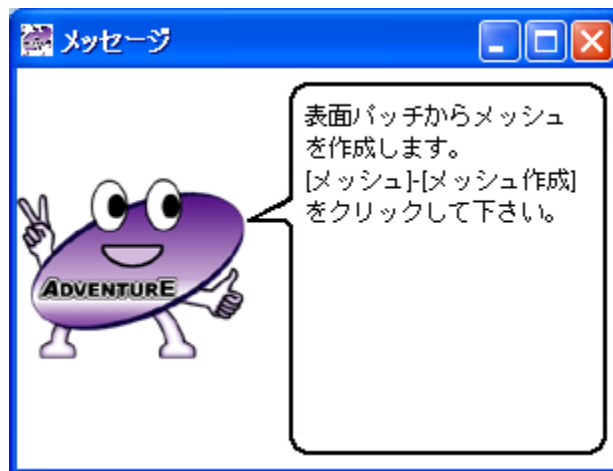 メッセージ
表面パッチからメッシュ
を作成します。
[メッシュ]-[メッシュ作成]
をクリックして下さい。
ADVENTURE